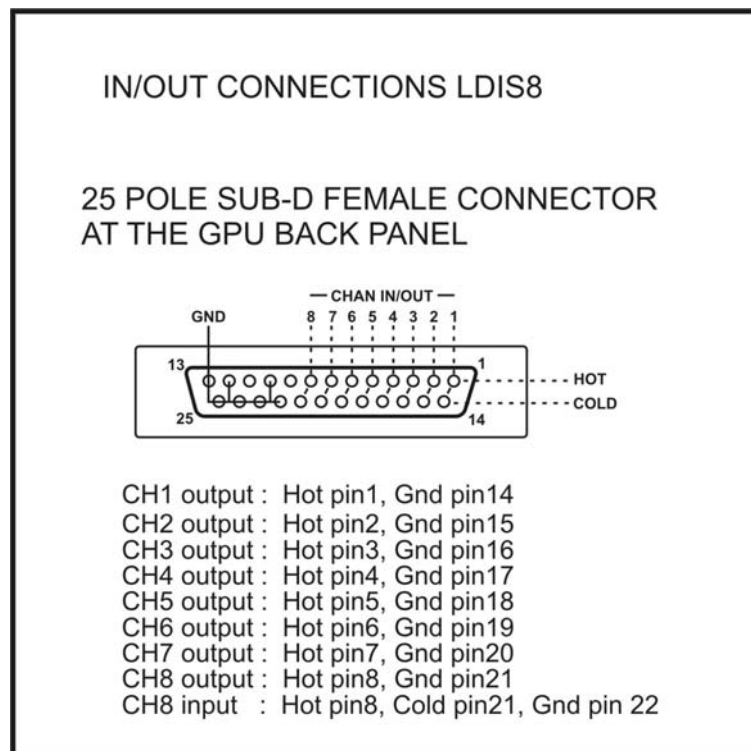 IN/OUT CONNECTIONS LDIS8
25 POLE SUB-D FEMALE CONNECTOR
AT THE GPU BACK PANEL
CHAN IN/OUT
GND 8 7 6 5 4 3 2 1
13 1
HOT
COLD
25 14
CH1 output : Hot pin1, Gnd pin14
CH2 output : Hot pin2, Gnd pin15
CH3 output : Hot pin3, Gnd pin16
CH4 output : Hot pin4, Gnd pin17
CH5 output : Hot pin5, Gnd pin18
CH6 output : Hot pin6, Gnd pin19
CH7 output : Hot pin7, Gnd pin20
CH8 output : Hot pin8, Gnd pin21
CH8 input : Hot pin8, Cold pin21, Gnd pin 22